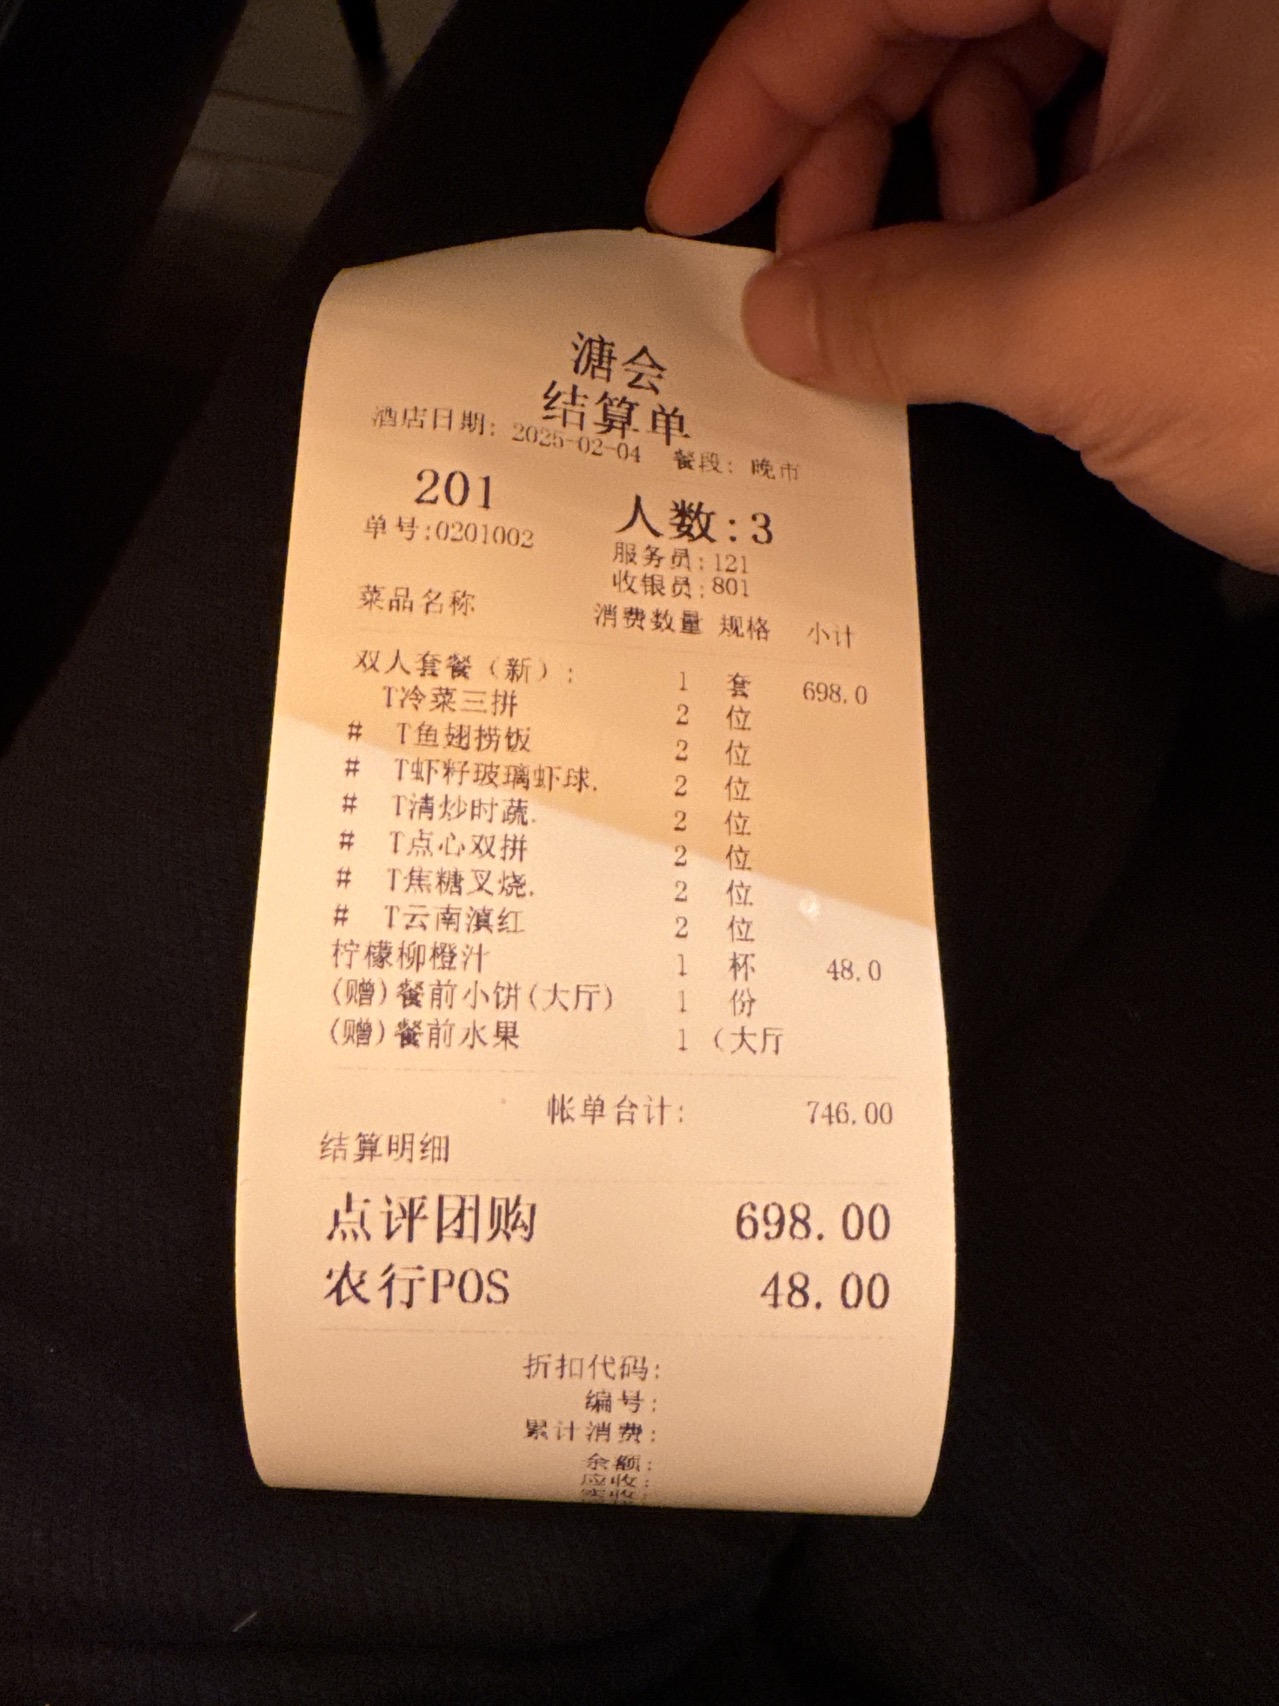 溏会
结算单
酒店日期: 2025-02-04 餐段: 晚市
201 人数:3
单号:0201002 服务员:121
收银员:801
菜品名称 消费数量 规格 小计
双人套餐（新）: 1 套 698.0
T冷菜三拼 2 位
# T鱼翅捞饭 2 位
# T虾籽玻璃虾球. 2 位
# T清炒时蔬. 2 位
# T点心双拼 2 位
# T焦糖叉烧. 2 位
# T云南滇红 2 位
柠檬柳橙汁 1 杯 48.0
(赠)餐前小饼(大厅) 1 份
(赠)餐前水果 1 (大厅
帐单合计: 746.00
结算明细
点评团购 698.00
农行POS 48.00
折扣代码:
编号:
累计消费:
余额:
应收: